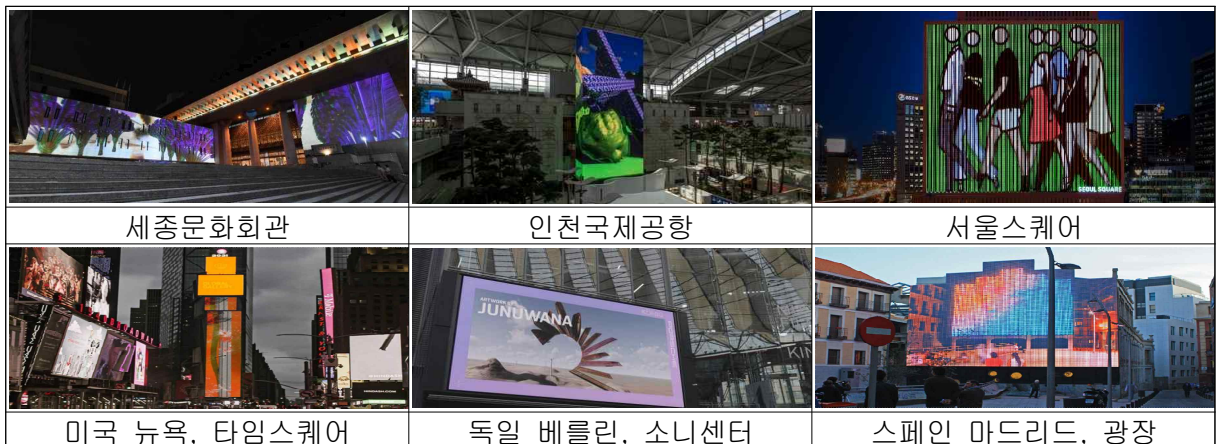 SEOUL SQUARE
세종문화회관
인천국제공항
서울스퀘어
JUNUWANA
미국 뉴욕, 타임스퀘어
독일 베를린, 소니센터
스페인 마드리드, 광장